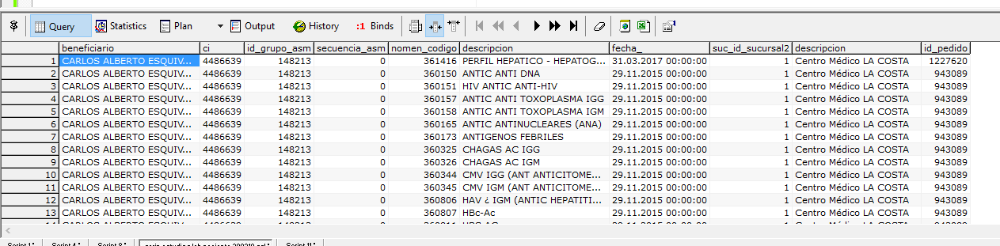 Query Statistics Plan Output History :1 Binds
beneficiario ci id_grupo_asm secuencia_asm nomen_codigo descripcion fecha_ suc_id_sucursal2 descripcion id_pedido
1 CARLOS ALBERTO ESQUIV... 4486639 148213 0 361416 PERFIL HEPATICO - HEPATOG... 31.03.2017 00:00:00 1 Centro Médico LA COSTA 1227620
2 CARLOS ALBERTO ESQUIV... 4486639 148213 0 360150 ANTIC ANTI DNA 29.11.2015 00:00:00 1 Centro Médico LA COSTA 943089
3 CARLOS ALBERTO ESQUIV... 4486639 148213 0 360151 HIV ANTIC ANTI-HIV 29.11.2015 00:00:00 1 Centro Médico LA COSTA 943089
4 CARLOS ALBERTO ESQUIV... 4486639 148213 0 360157 ANTIC ANTI TOXOPLASMA IGG 29.11.2015 00:00:00 1 Centro Médico LA COSTA 943089
5 CARLOS ALBERTO ESQUIV... 4486639 148213 0 360158 ANTIC ANTI TOXOPLASMA IGM 29.11.2015 00:00:00 1 Centro Médico LA COSTA 943089
6 CARLOS ALBERTO ESQUIV... 4486639 148213 0 360165 ANTIC ANTINUCLEARES (ANA) 29.11.2015 00:00:00 1 Centro Médico LA COSTA 943089
7 CARLOS ALBERTO ESQUIV... 4486639 148213 0 360173 ANTIGENOS FEBRILES 29.11.2015 00:00:00 1 Centro Médico LA COSTA 943089
8 CARLOS ALBERTO ESQUIV... 4486639 148213 0 360325 CHAGAS AC IGG 29.11.2015 00:00:00 1 Centro Médico LA COSTA 943089
9 CARLOS ALBERTO ESQUIV... 4486639 148213 0 360326 CHAGAS AC IGM 29.11.2015 00:00:00 1 Centro Médico LA COSTA 943089
10 CARLOS ALBERTO ESQUIV... 4486639 148213 0 360344 CMV IGG (ANT ANTICITOME... 29.11.2015 00:00:00 1 Centro Médico LA COSTA 943089
11 CARLOS ALBERTO ESQUIV... 4486639 148213 0 360345 CMV IGM (ANT ANTICITOME... 29.11.2015 00:00:00 1 Centro Médico LA COSTA 943089
12 CARLOS ALBERTO ESQUIV... 4486639 148213 0 360806 HAV ¿ IGM (ANTIC HEPATITI... 29.11.2015 00:00:00 1 Centro Médico LA COSTA 943089
13 CARLOS ALBERTO ESQUIV... 4486639 148213 0 360807 HBc-Ac 29.11.2015 00:00:00 1 Centro Médico LA COSTA 943089